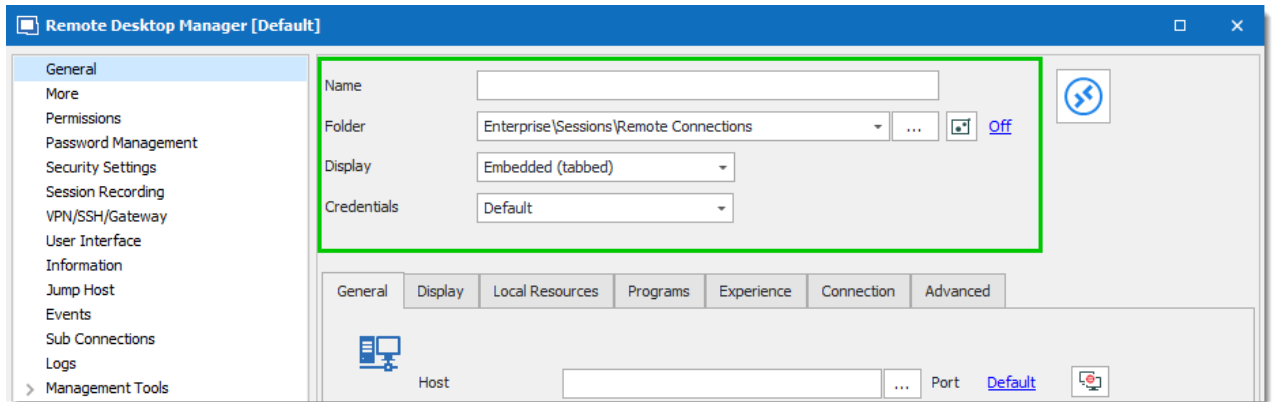 Remote Desktop Manager [Default]
General
More
Permissions
Password Management
Security Settings
Session Recording
VPN/SSH/Gateway
User Interface
Information
Jump Host
Events
Sub Connections
Logs
Management Tools
Name
Folder Enterprise\Sessions\Remote Connections ... Off
Display Embedded (tabbed)
Credentials Default
General Display Local Resources Programs Experience Connection Advanced
Host ... Port Default